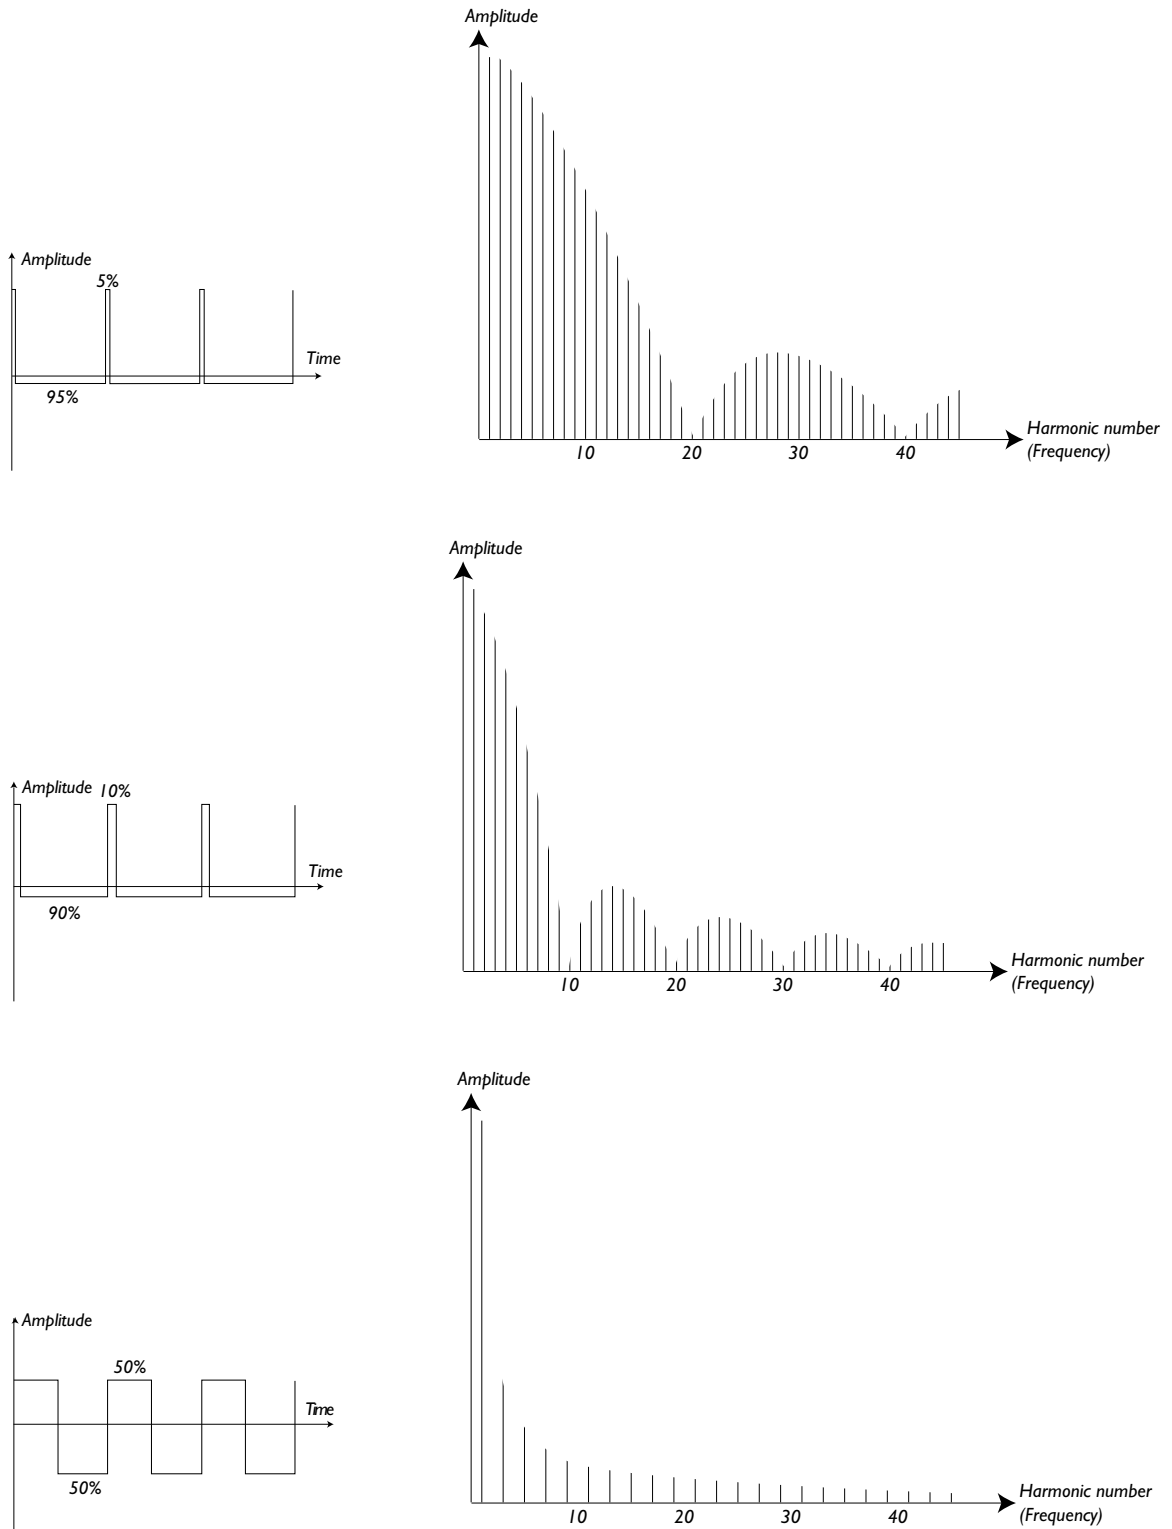 Amplitude
Amplitude
5%
Time
95%
Harmonic number
(Frequency)
10 20 30 40
Amplitude
Amplitude 10%
Time
90%
Harmonic number
(Frequency)
10 20 30 40
Amplitude
Amplitude
50%
Time
50%
Harmonic number
(Frequency)
10 20 30 40